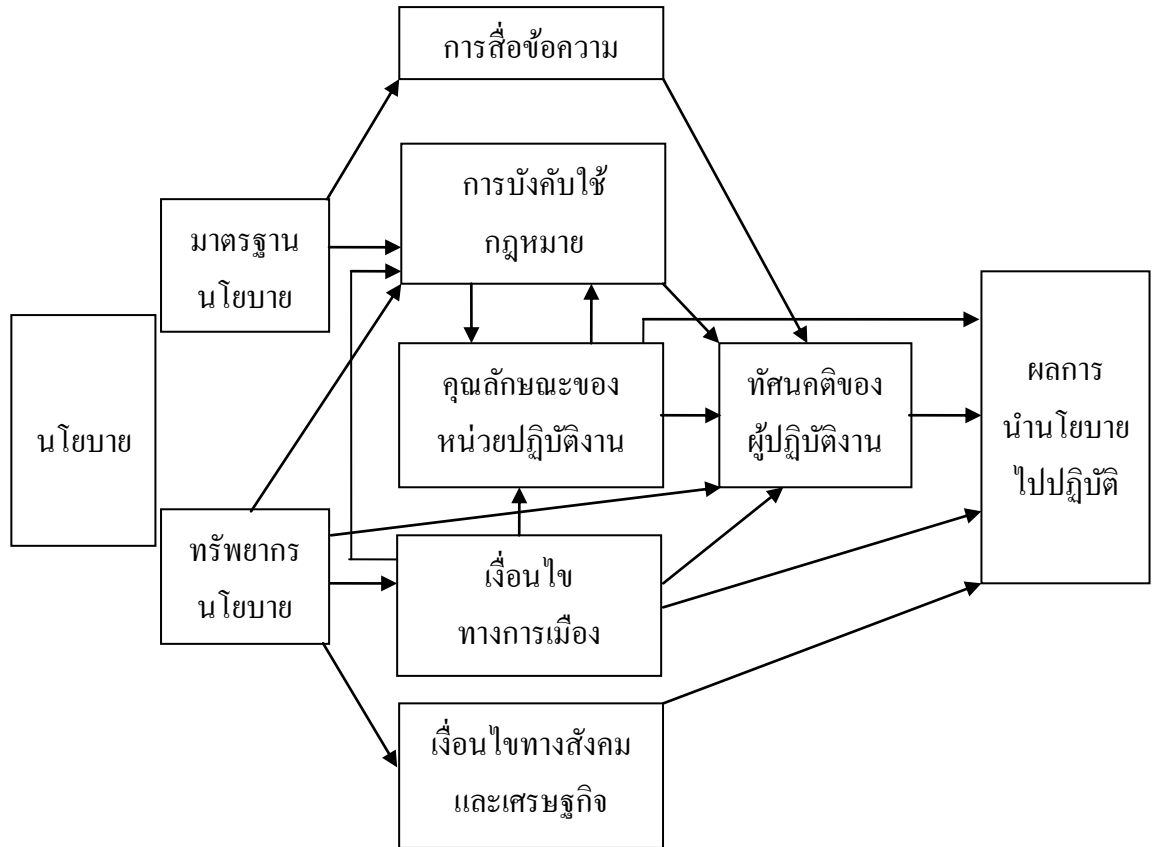 การสื่อข้อความ
การบังคับใช้
กฎหมาย
มาตรฐาน
นโยบาย
นโยบาย
คุณลักษณะของ
หน่วยปฏิบัติงาน
ทัศนคติของ
ผู้ปฏิบัติงาน
ผลการ
นำนโยบาย
ไปปฏิบัติ
ทรัพยากร
นโยบาย
เงื่อนไข
ทางการเมือง
เงื่อนไขทางสังคม
และเศรษฐกิจ